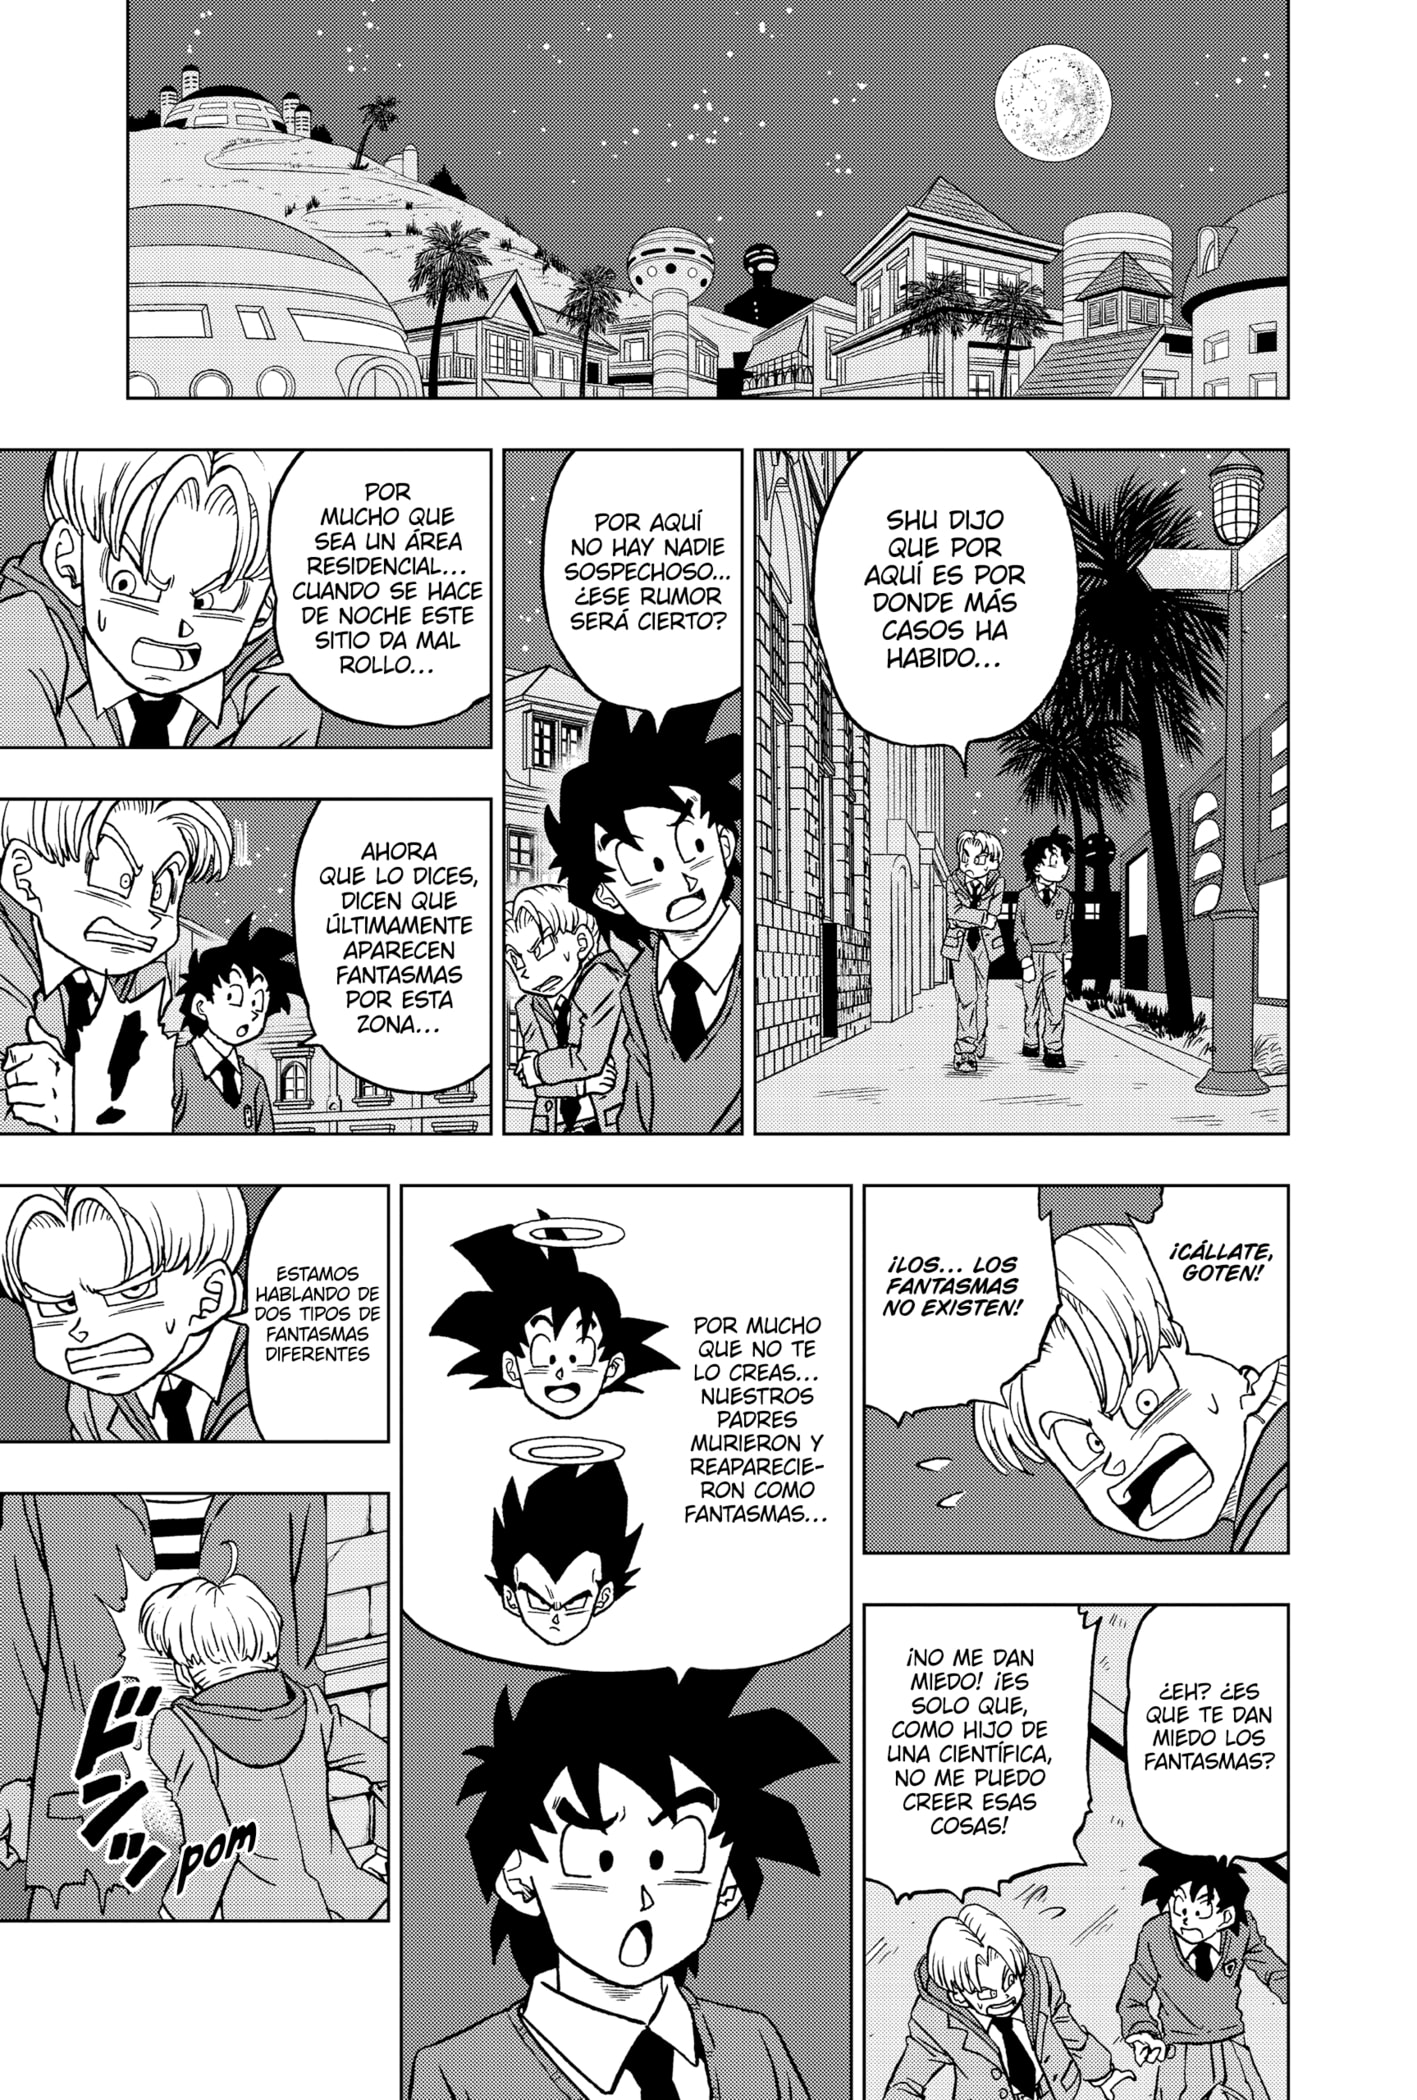 SHU DIJO
QUE POR
AQUÍ ES POR
DONDE MÁS
CASOS HA
HABIDO...
POR AQUÍ
NO HAY NADIE
SOSPECHOSO...
¿ESE RUMOR
SERÁ CIERTO?
POR
MUCHO QUE
SEA UN ÁREA
RESIDENCIAL...
CUANDO SE HACE
DE NOCHE ESTE
SITIO DA MAL
ROLLO...
AHORA
QUE LO DICES,
DICEN QUE
ÚLTIMAMENTE
APARECEN
FANTASMAS
POR ESTA
ZONA...
¡CÁLLATE,
GOTEN!
¡LOS... LOS
FANTASMAS
NO EXISTEN!
¿EH? ¿ES
QUE TE DAN
MIEDO LOS
FANTASMAS?
¡NO ME DAN
MIEDO! ¡ES
SOLO QUE,
COMO HIJO DE
UNA CIENTÍFICA,
NO ME PUEDO
CREER ESAS
COSAS!
POR MUCHO
QUE NO TE
LO CREAS...
NUESTROS
PADRES
MURIERON Y
REAPARECIE-
RON COMO
FANTASMAS...
ESTAMOS
HABLANDO DE
DOS TIPOS DE
FANTASMAS
DIFERENTES
ドンッ
POM